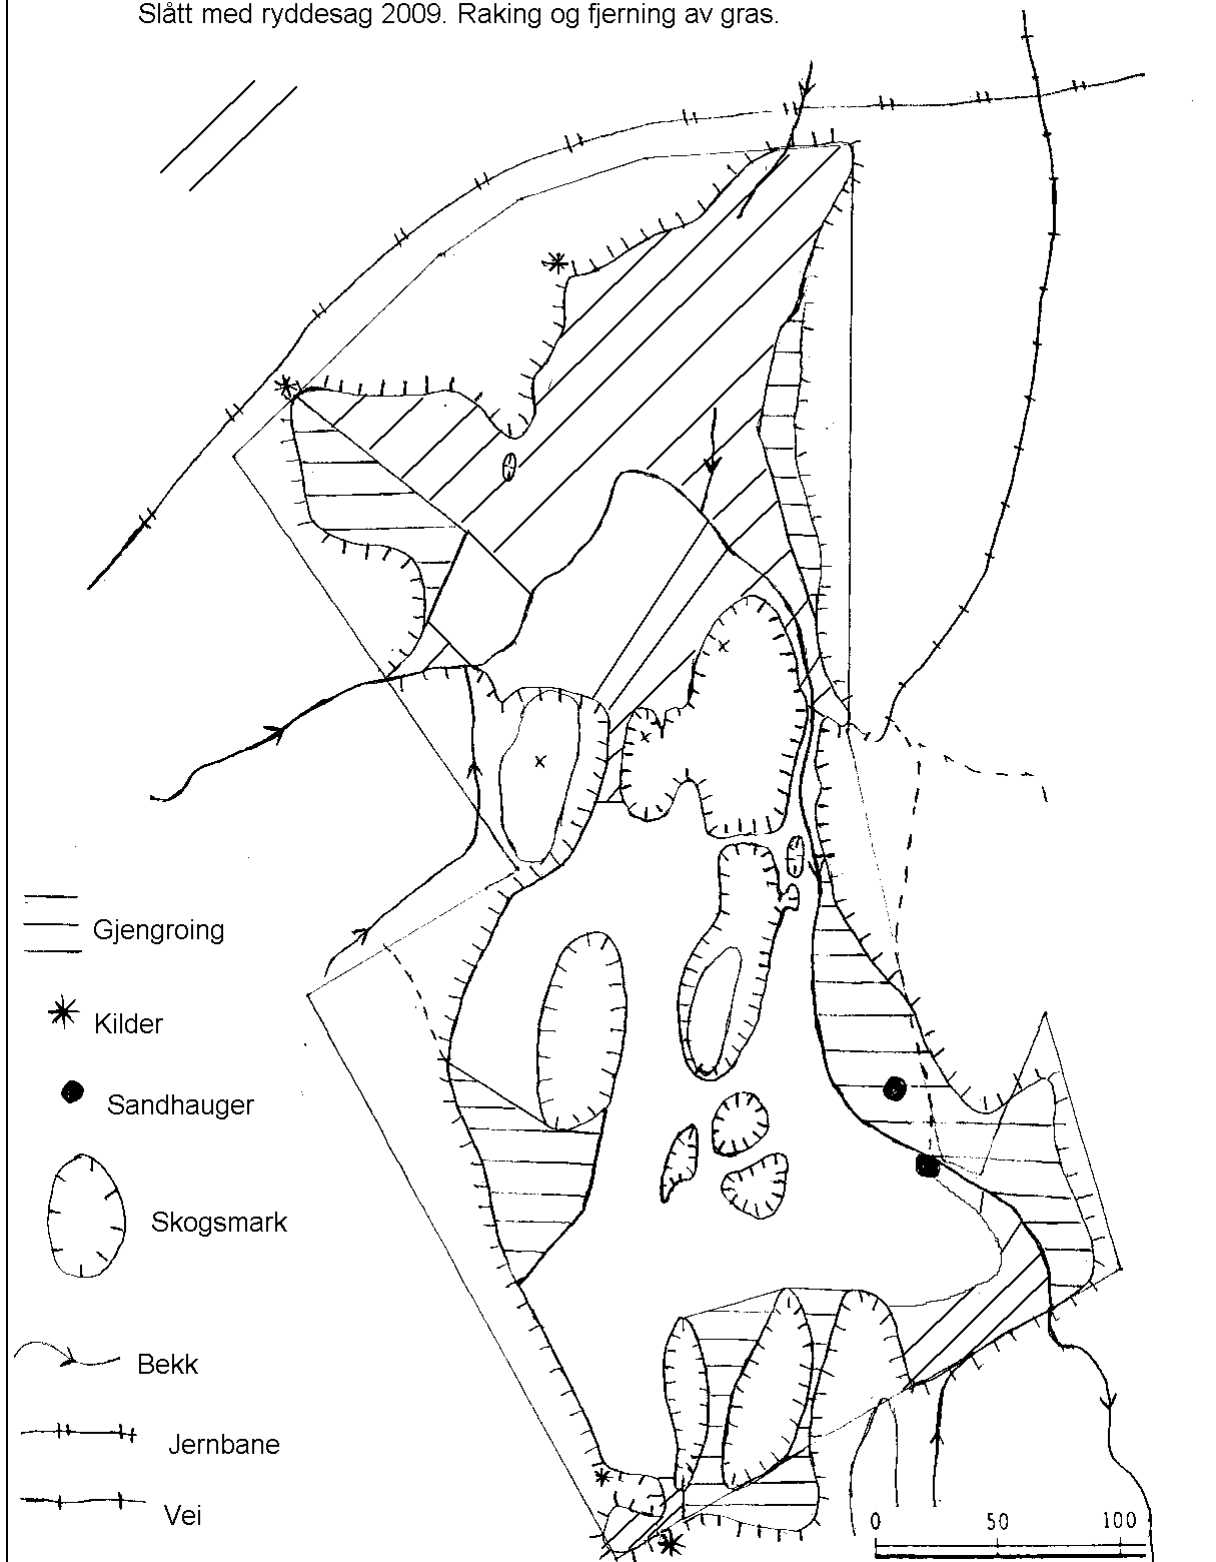 Slått med ryddesag 2009. Raking og fjerning av gras.
Gjengroing
Kilder
Sandhauger
Skogsmark
Bekk
Jernbane
Vei
0 50 100